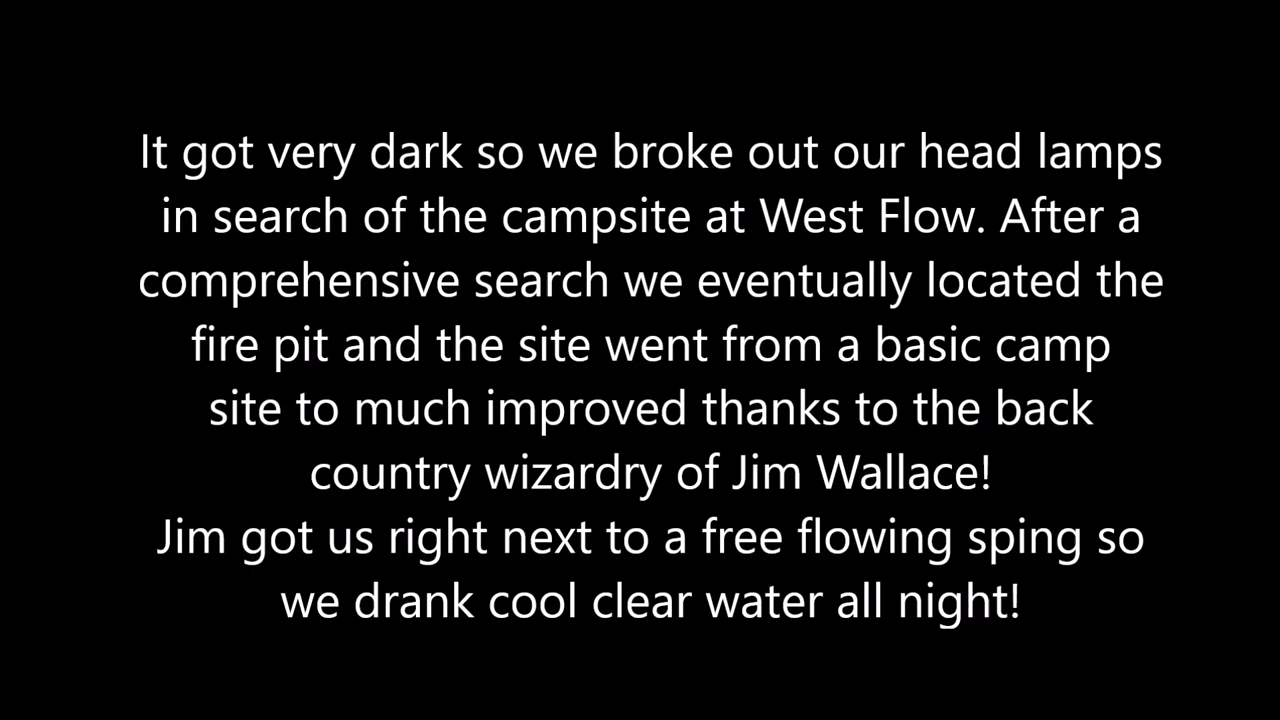 It got very dark so we broke out our head lamps
in search of the campsite at West Flow. After a
comprehensive search we eventually located the
fire pit and the site went from a basic camp
site to much improved thanks to the back
country wizardry of Jim Wallace!
Jim got us right next to a free flowing sping so
we drank cool clear water all night!